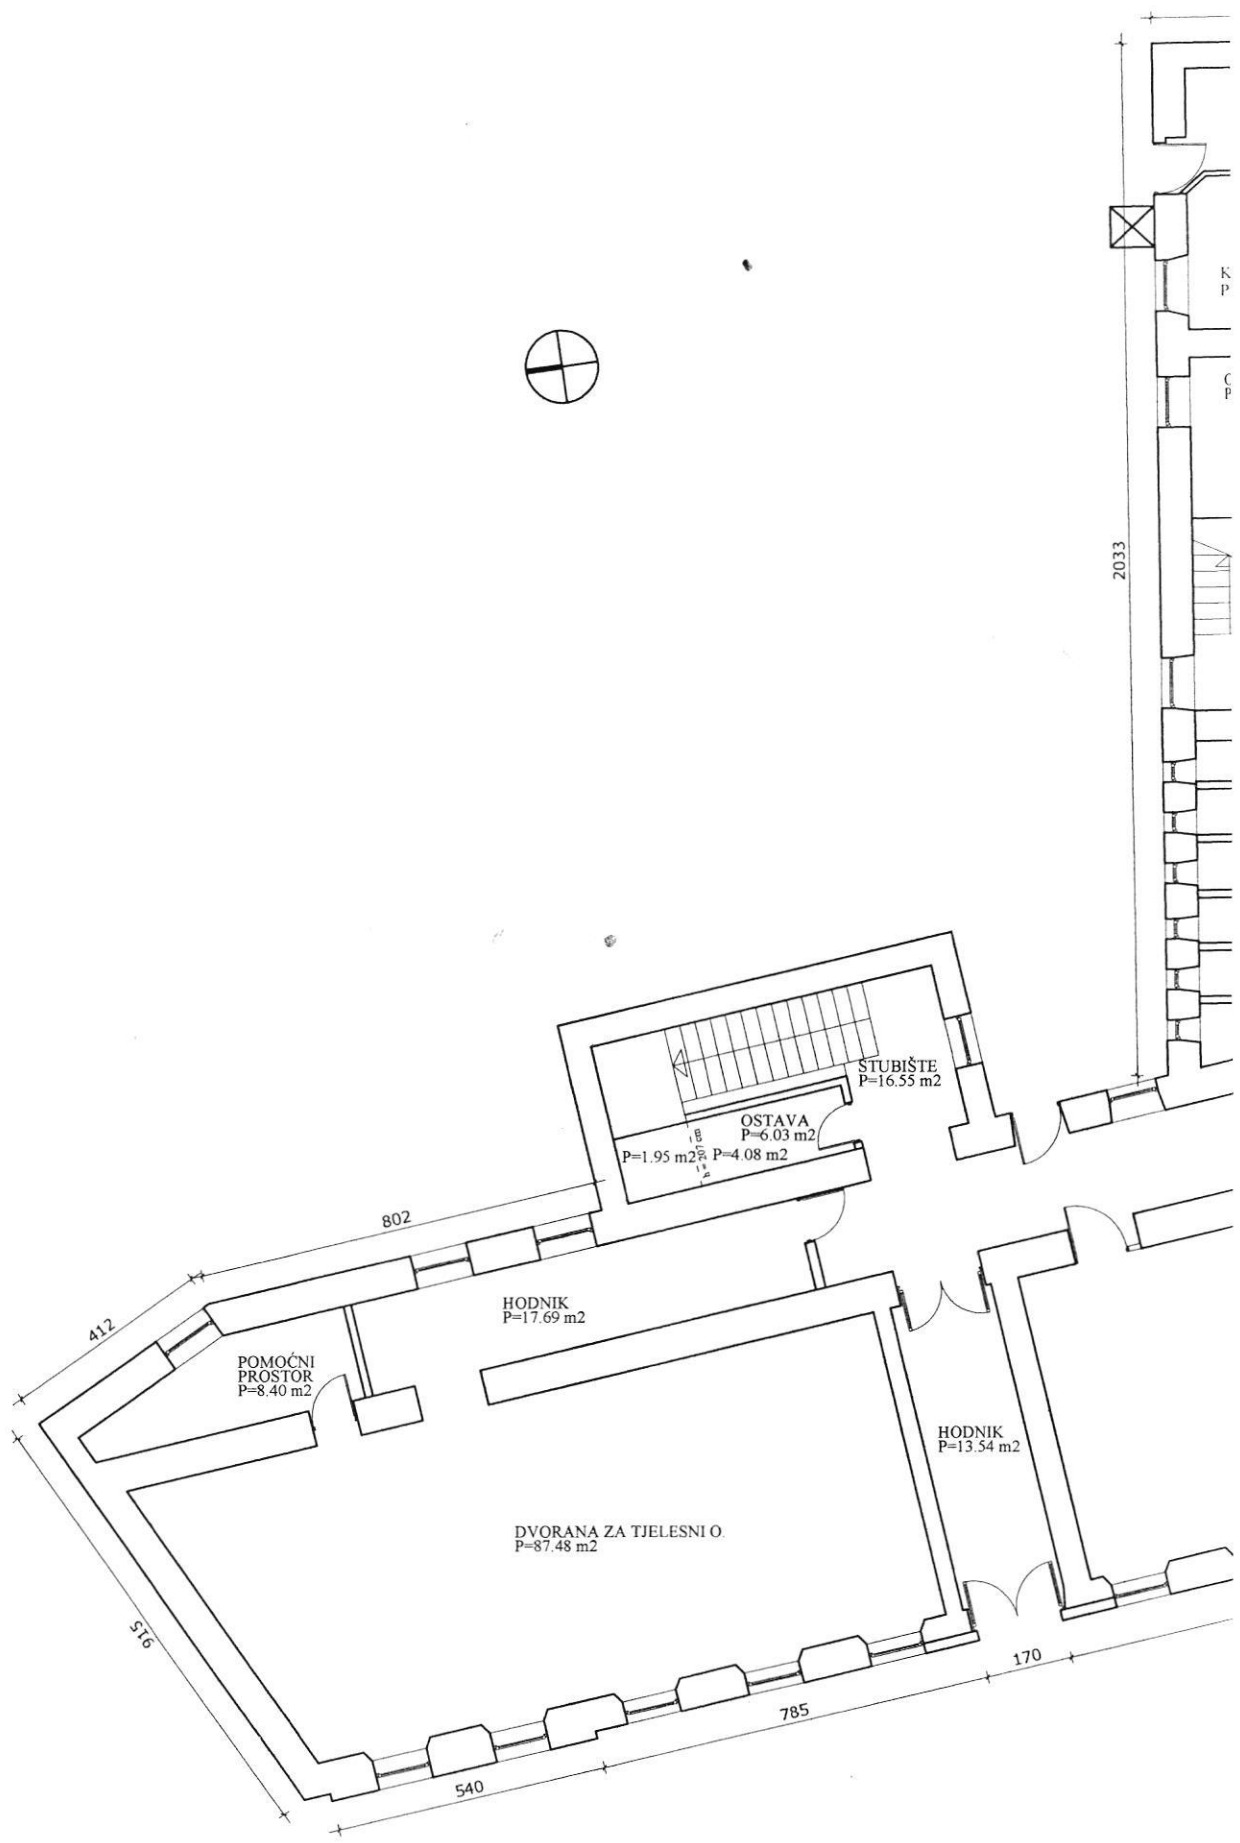 K
P
P
2033
STUBIŠTE
P=16.55 m2
OSTAVA
P=6.03 m2
P=1.95 m2
P=4.08 m2
h = 207 cm
802
412
HODNIK
P=17.69 m2
POMOĆNI
PROSTOR
P=8.40 m2
HODNIK
P=13.54 m2
DVORANA ZA TJELESNI O.
P=87.48 m2
915
170
785
540